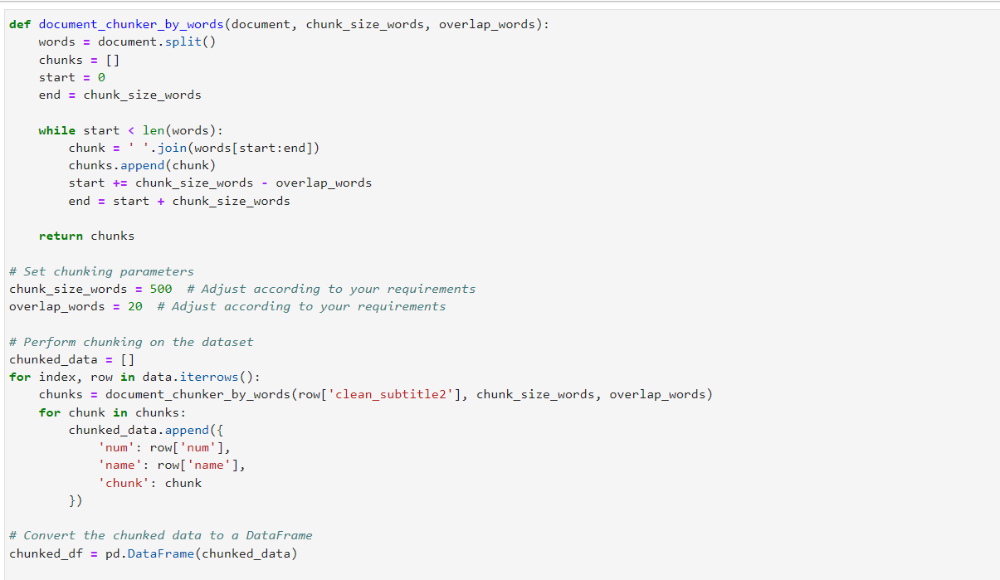 def document_chunker_by_words(document, chunk_size_words, overlap_words):
    words = document.split()
    chunks = []
    start = 0
    end = chunk_size_words

    while start < len(words):
        chunk = ' '.join(words[start:end])
        chunks.append(chunk)
        start += chunk_size_words - overlap_words
        end = start + chunk_size_words

    return chunks

# Set chunking parameters
chunk_size_words = 500  # Adjust according to your requirements
overlap_words = 20  # Adjust according to your requirements

# Perform chunking on the dataset
chunked_data = []
for index, row in data.iterrows():
    chunks = document_chunker_by_words(row['clean_subtitle2'], chunk_size_words, overlap_words)
    for chunk in chunks:
        chunked_data.append({
            'num': row['num'],
            'name': row['name'],
            'chunk': chunk
        })

# Convert the chunked data to a DataFrame
chunked_df = pd.DataFrame(chunked_data)